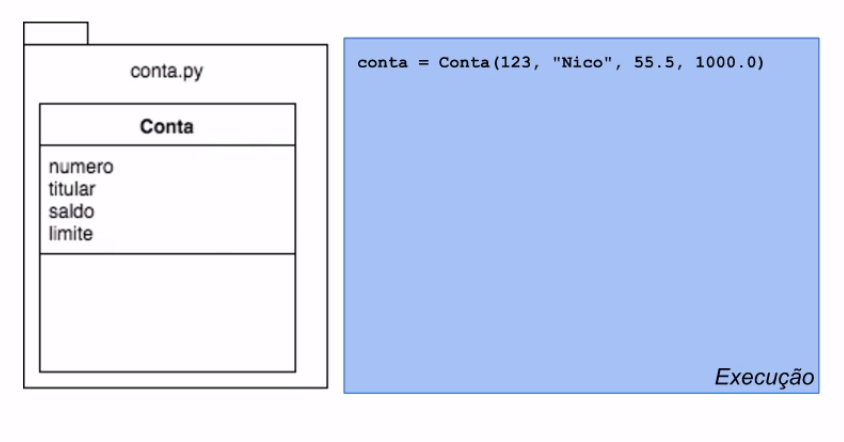 conta.py
Conta
numero
titular
saldo
limite
conta = Conta(123, "Nico", 55.5, 1000.0)
Execução